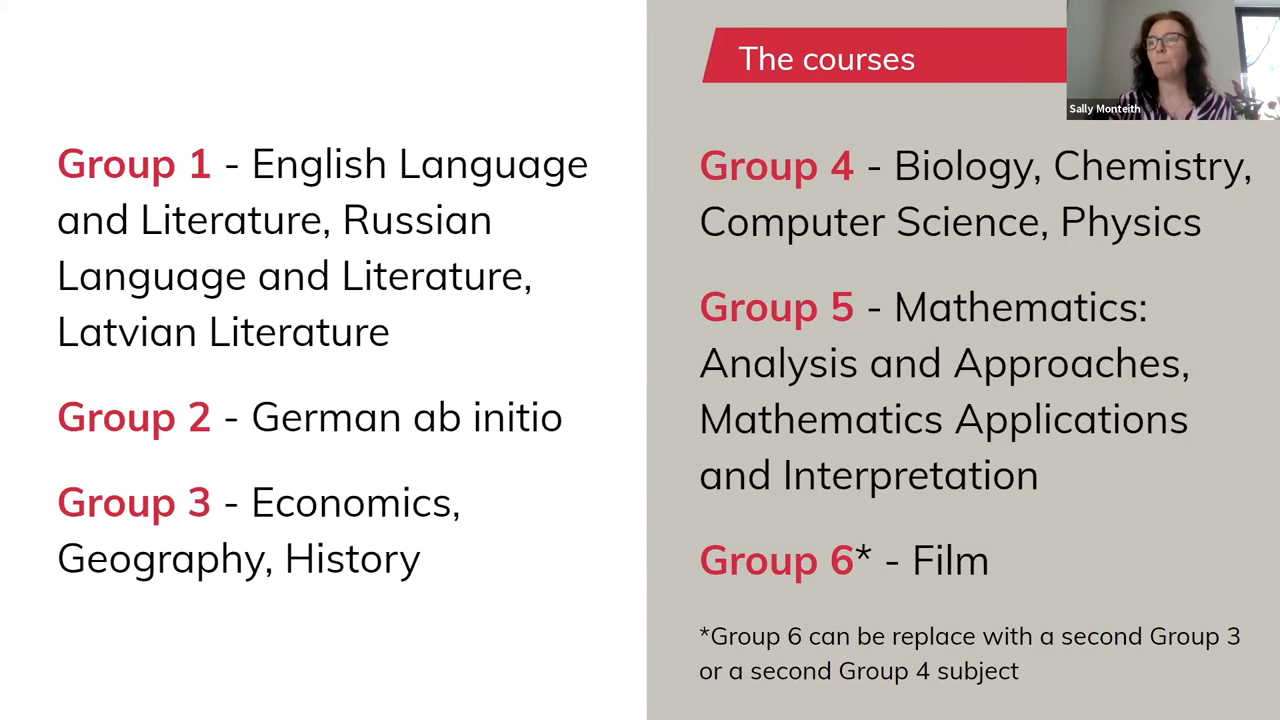 The courses
Sally Monteith
Group 1 - English Language
and Literature, Russian
Language and Literature,
Latvian Literature
Group 2 - German ab initio
Group 3 - Economics,
Geography, History
Group 4 - Biology, Chemistry,
Computer Science, Physics
Group 5 - Mathematics:
Analysis and Approaches,
Mathematics Applications
and Interpretation
Group 6* - Film
*Group 6 can be replace with a second Group 3
or a second Group 4 subject